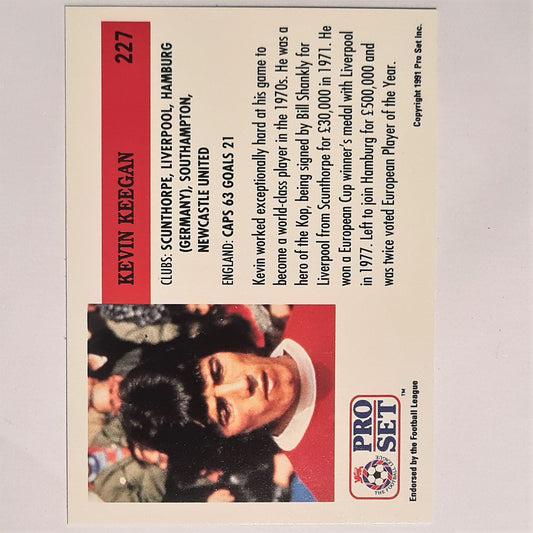 KEVIN KEEGAN 227
CLUBS: SCUNTHORPE, LIVERPOOL, HAMBURG
(GERMANY), SOUTHAMPTON,
NEWCASTLE UNITED
ENGLAND: CAPS 63 GOALS 21
Kevin worked exceptionally hard at his game to
become a world-class player in the 1970s. He was a
hero of the Kop, being signed by Bill Shankly for
Liverpool from Scunthorpe for £30,000 in 1971. He
won a European Cup winner's medal with Liverpool
in 1977. Left to join Hamburg for £500,000 and
was twice voted European Player of the Year.
PRO
SET™
THE FOOTBALL LEAGUE
Endorsed by the Football League
Copyright 1991 Pro Set Inc.